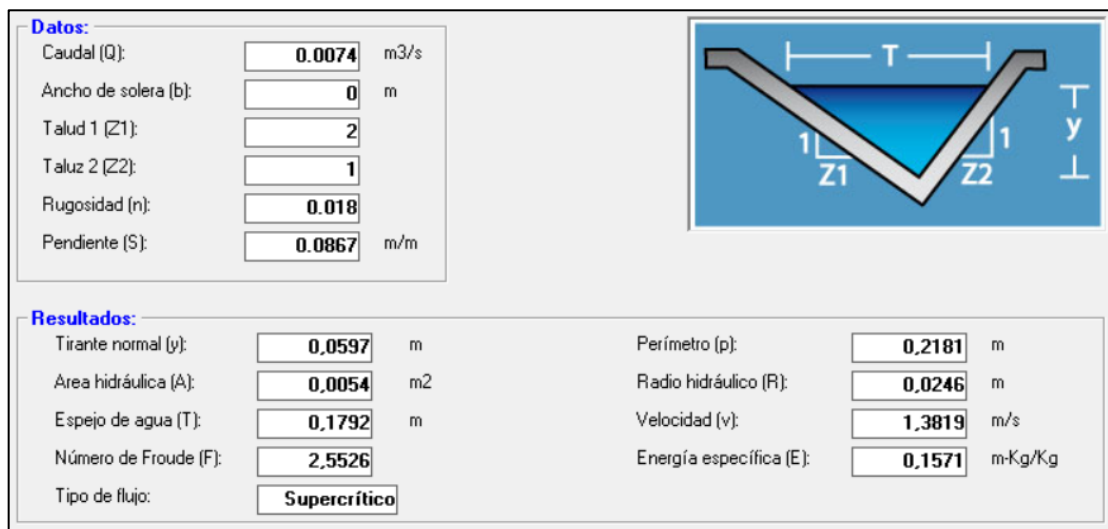 Datos:
Caudal (Q): 0.0074 m3/s
Ancho de solera (b): 0 m
Talud 1 (Z1): 2
Taluz 2 (Z2): 1
Rugosidad (n): 0.018
Pendiente (S): 0.0867 m/m
T
y
1 Z1
Z2 1
Resultados:
Tirante normal (y): 0,0597 m Perímetro (p): 0,2181 m
Area hidráulica (A): 0,0054 m2 Radio hidráulico (R): 0,0246 m
Espejo de agua (T): 0,1792 m Velocidad (v): 1,3819 m/s
Número de Froude (F): 2,5526 Energía específica (E): 0,1571 m-Kg/Kg
Tipo de flujo: Supercrítico